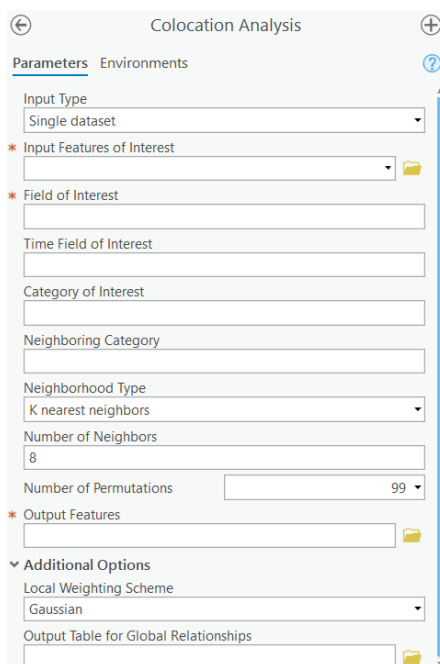 Colocation Analysis
Parameters Environments
?
Input Type
Single dataset
* Input Features of Interest
* Field of Interest
Time Field of Interest
Category of Interest
Neighboring Category
Neighborhood Type
K nearest neighbors
Number of Neighbors
8
Number of Permutations 99
* Output Features
Additional Options
Local Weighting Scheme
Gaussian
Output Table for Global Relationships